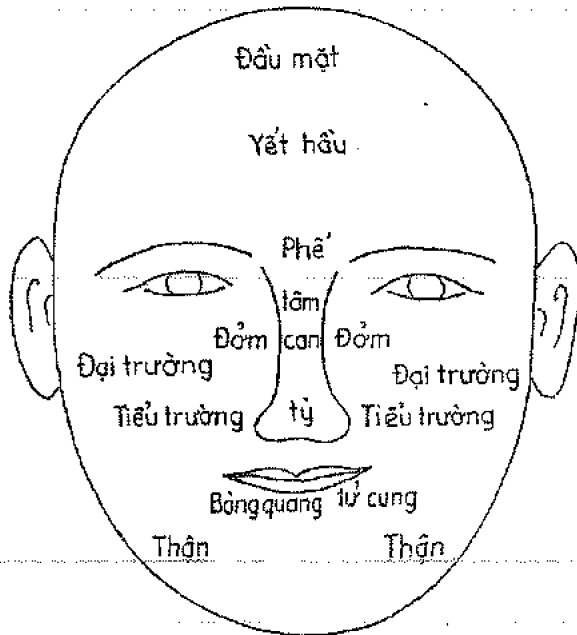 Đầu mặt
Yết hầu
Phế
tâm
Đởm can Đởm
Đại trường Đại trường
Tiểu trường tỳ Tiểu trường
Bàng quang tử cung
Thận Thận